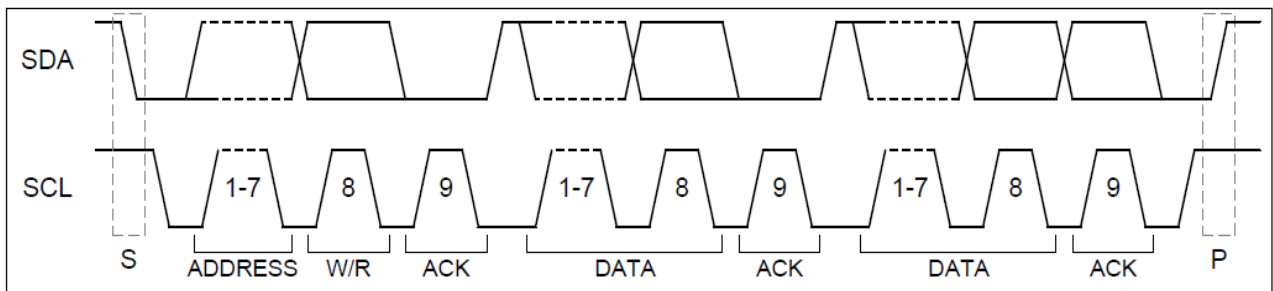 SDA
SCL
1-7 8 9 1-7 8 9 1-7 8 9
S ADDRESS W/R ACK DATA ACK DATA ACK P